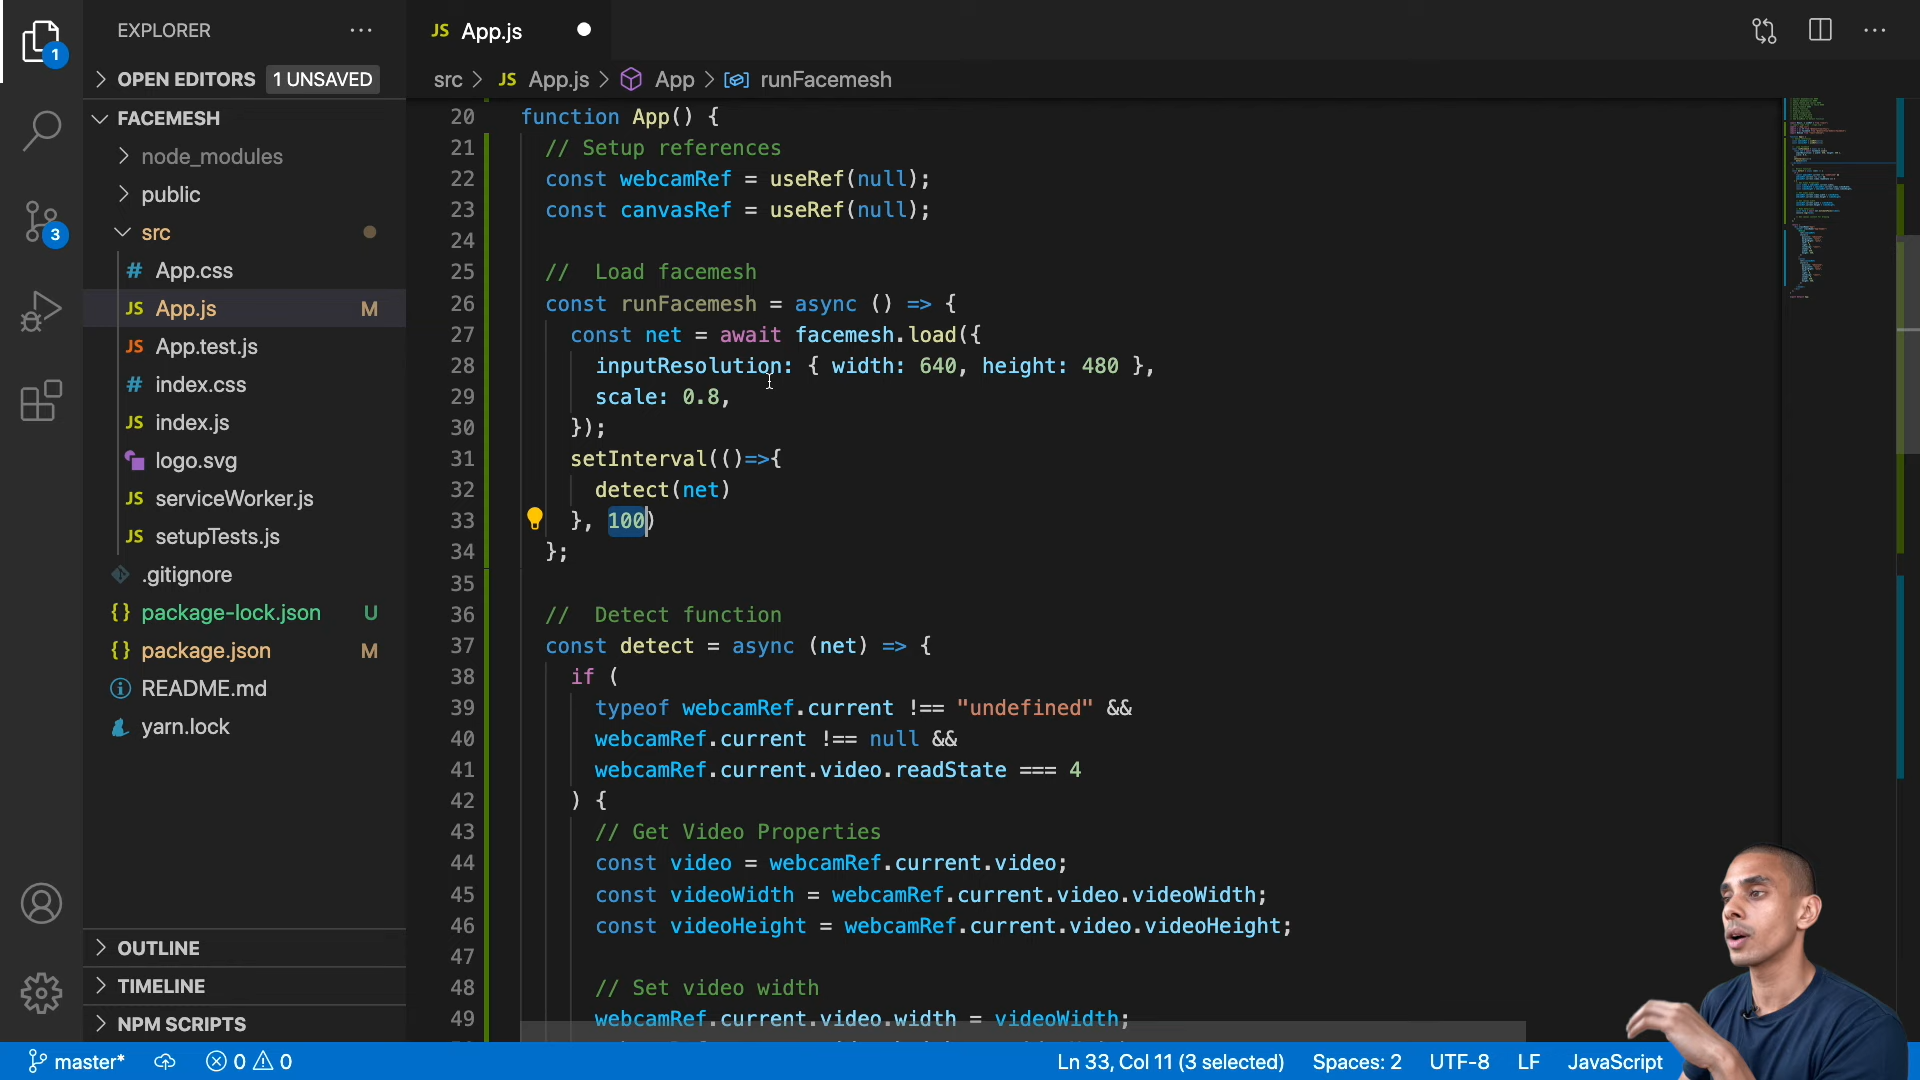 EXPLORER
OPEN EDITORS 1 UNSAVED
FACEMESH
node_modules
public
src
# App.css
JS App.js M
JS App.test.js
# index.css
JS index.js
logo.svg
JS serviceWorker.js
JS setupTests.js
.gitignore
{} package-lock.json U
{} package.json M
README.md
yarn.lock
OUTLINE
TIMELINE
NPM SCRIPTS
1
3
JS App.js
src > JS App.js > App > runFacemesh
20 function App() {
21 // Setup references
22 const webcamRef = useRef(null);
23 const canvasRef = useRef(null);
24
25 //  Load facemesh
26 const runFacemesh = async () => {
27 const net = await facemesh.load({
28 inputResolution: { width: 640, height: 480 },
29 scale: 0.8,
30 });
31 setInterval(()=>{
32 detect(net)
33 }, 100)
34 };
35
36 //  Detect function
37 const detect = async (net) => {
38 if (
39 typeof webcamRef.current !== "undefined" &&
40 webcamRef.current !== null &&
41 webcamRef.current.video.readState === 4
42 ) {
43 // Get Video Properties
44 const video = webcamRef.current.video;
45 const videoWidth = webcamRef.current.video.videoWidth;
46 const videoHeight = webcamRef.current.video.videoHeight;
47
48 // Set video width
49 webcamRef.current.video.width = videoWidth;
master* 0 0 Ln 33, Col 11 (3 selected) Spaces: 2 UTF-8 LF JavaScript